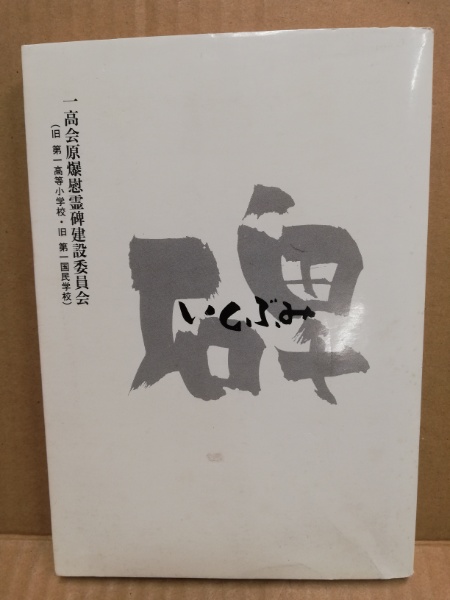 碑
いしぶみ
一高会原爆慰霊碑建設委員会
(旧 第一高等小学校・旧 第一国民学校)